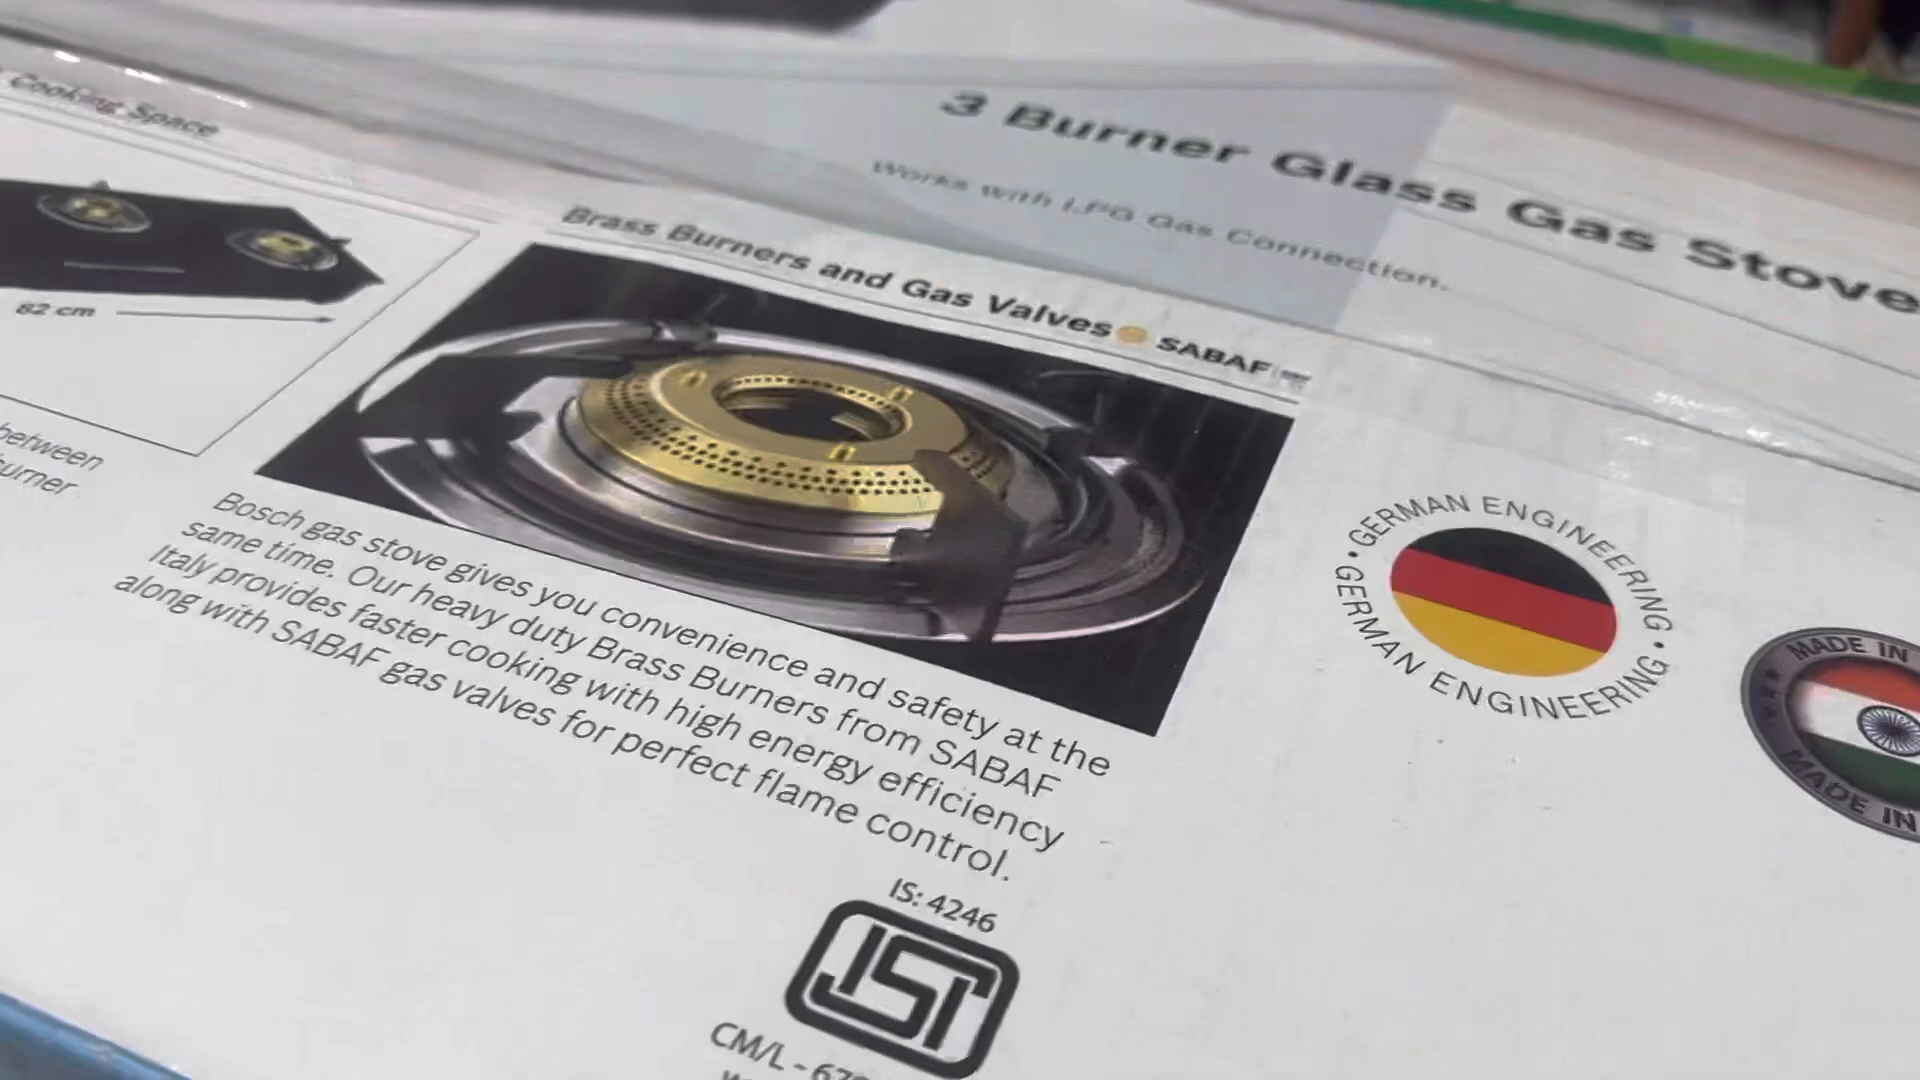 Cooking Space
3 Burner Glass Gas Stove
Works with LPG Gas Connection.
82 cm
between
burner
Brass Burners and Gas Valves
SABAF
Bosch gas stove gives you convenience and safety at the
same time. Our heavy duty Brass Burners from SABAF
Italy provides faster cooking with high energy efficiency
along with SABAF gas valves for perfect flame control.
GERMAN ENGINEERING
GERMAN ENGINEERING
MADE IN
MADE IN
IS: 4246
ISI
CM/L -